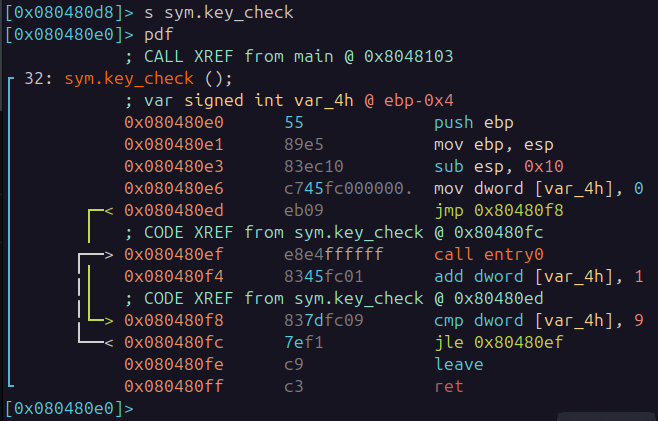 [0x080480d8]> s sym.key_check
[0x080480e0]> pdf
; CALL XREF from main @ 0x8048103
32: sym.key_check ();
; var signed int var_4h @ ebp-0x4
0x080480e0 55 push ebp
0x080480e1 89e5 mov ebp, esp
0x080480e3 83ec10 sub esp, 0x10
0x080480e6 c745fc000000. mov dword [var_4h], 0
0x080480ed eb09 jmp 0x80480f8
; CODE XREF from sym.key_check @ 0x80480fc
0x080480ef e8e4ffffff call entry0
0x080480f4 8345fc01 add dword [var_4h], 1
; CODE XREF from sym.key_check @ 0x80480ed
0x080480f8 837dfc09 cmp dword [var_4h], 9
0x080480fc 7ef1 jle 0x80480ef
0x080480fe c9 leave
0x080480ff c3 ret
[0x080480e0]>